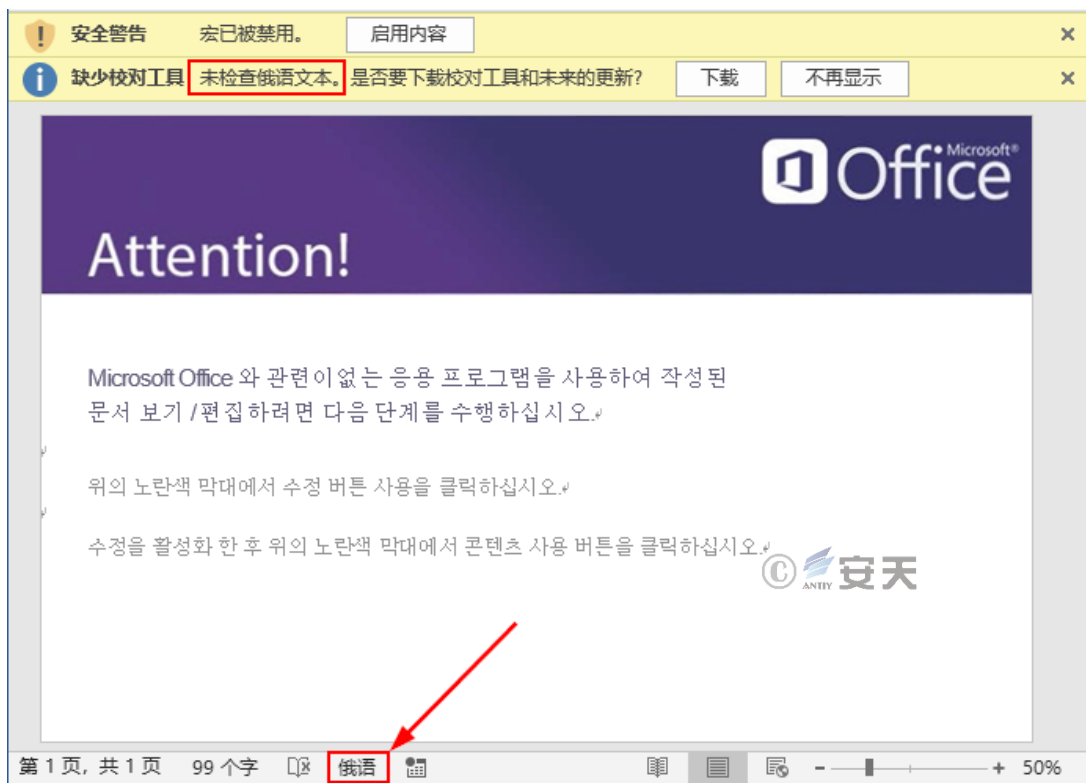 安全警告 宏已被禁用。 启用内容
缺少校对工具 未检查俄语文本。是否要下载校对工具和未来的更新? 下载 不再显示
Microsoft®
Office
Attention!
Microsoft Office 와 관련이없는 응용 프로그램을 사용하여 작성된
문서 보기 /편집하려면 다음 단계를 수행하십시오.
위의 노란색 막대에서 수정 버튼 사용을 클릭하십시오.
수정을 활성화 한 후 위의 노란색 막대에서 콘텐츠 사용 버튼을 클릭하십시오.
© ANTIY 安天
第 1 页, 共 1 页 99 个字 俄语 50%